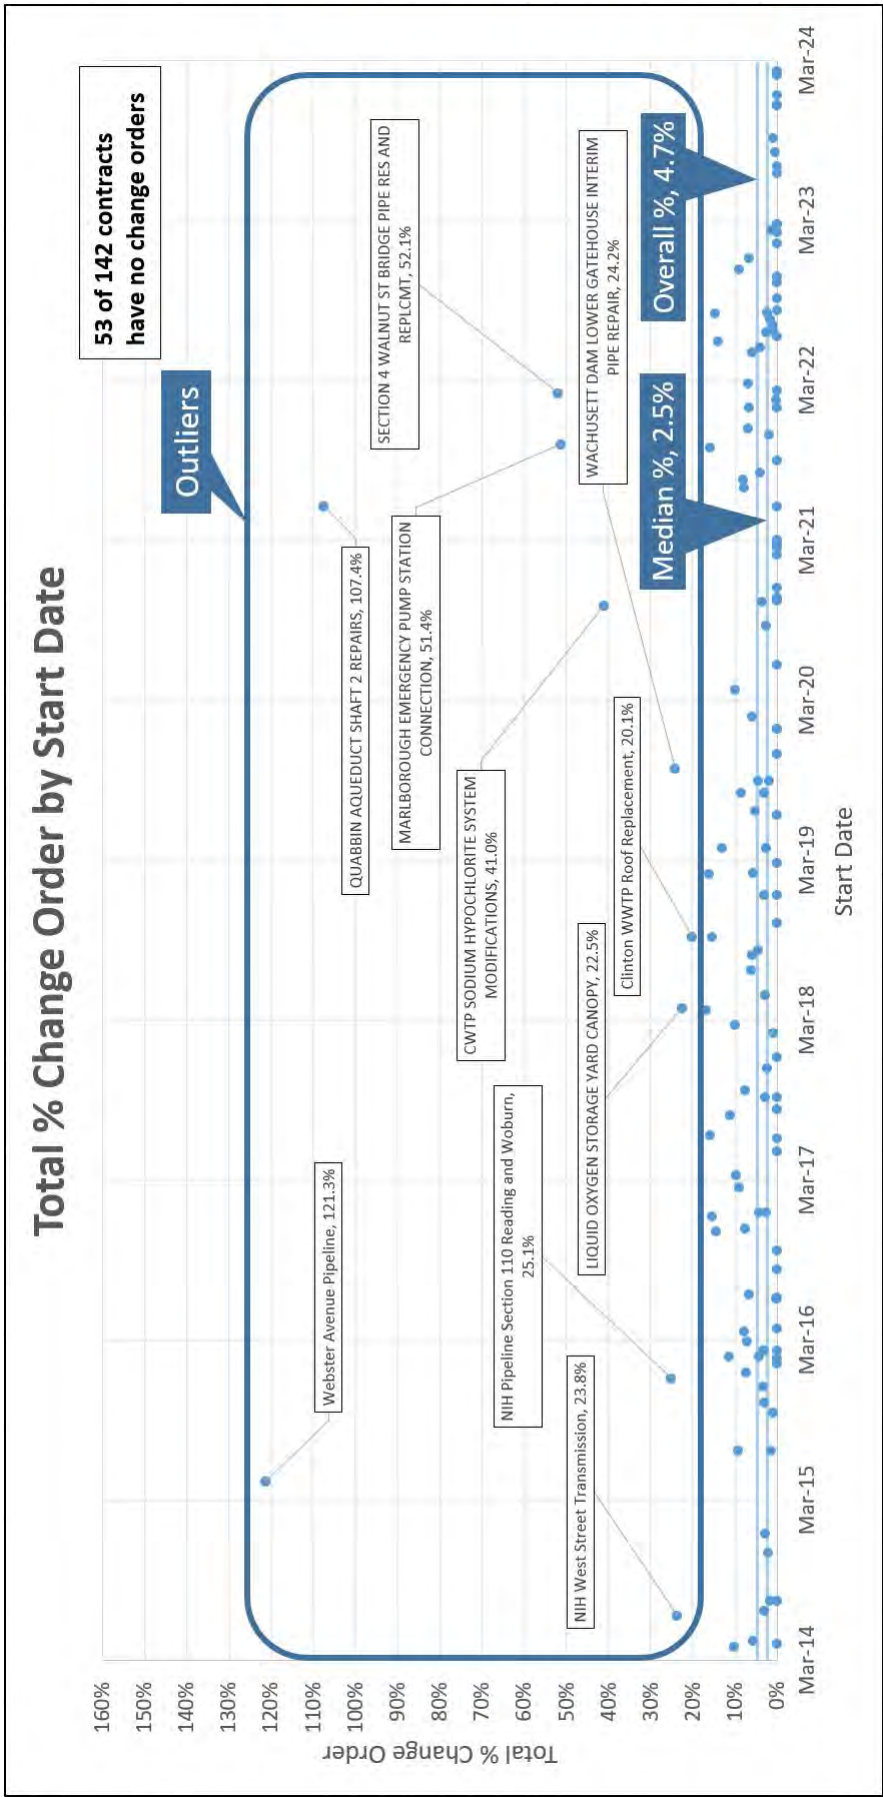 Total % Change Order by Start Date
53 of 142 contracts
have no change orders
Outliers
Webster Avenue Pipeline, 121.3%
QUABBIN AQUEDUCT SHAFT 2 REPAIRS, 107.4%
SECTION 4 WALNUT ST BRIDGE PIPE RES AND
REPLCMT, 52.1%
MARLBOROUGH EMERGENCY PUMP STATION
CONNECTION, 51.4%
CWTP SODIUM HYPOCHLORITE SYSTEM
MODIFICATIONS, 41.0%
NIH Pipeline Section 110 Reading and Woburn,
25.1%
NIH West Street Transmission, 23.8%
LIQUID OXYGEN STORAGE YARD CANOPY, 22.5%
Clinton WWTP Roof Replacement, 20.1%
WACHUSETT DAM LOWER GATEHOUSE INTERIM
PIPE REPAIR, 24.2%
Median %, 2.5%
Overall %, 4.7%
Total % Change Order
160%
150%
140%
130%
120%
110%
100%
90%
80%
70%
60%
50%
40%
30%
20%
10%
0%
Mar-14
Mar-15
Mar-16
Mar-17
Mar-18
Mar-19
Mar-20
Mar-21
Mar-22
Mar-23
Mar-24
Start Date